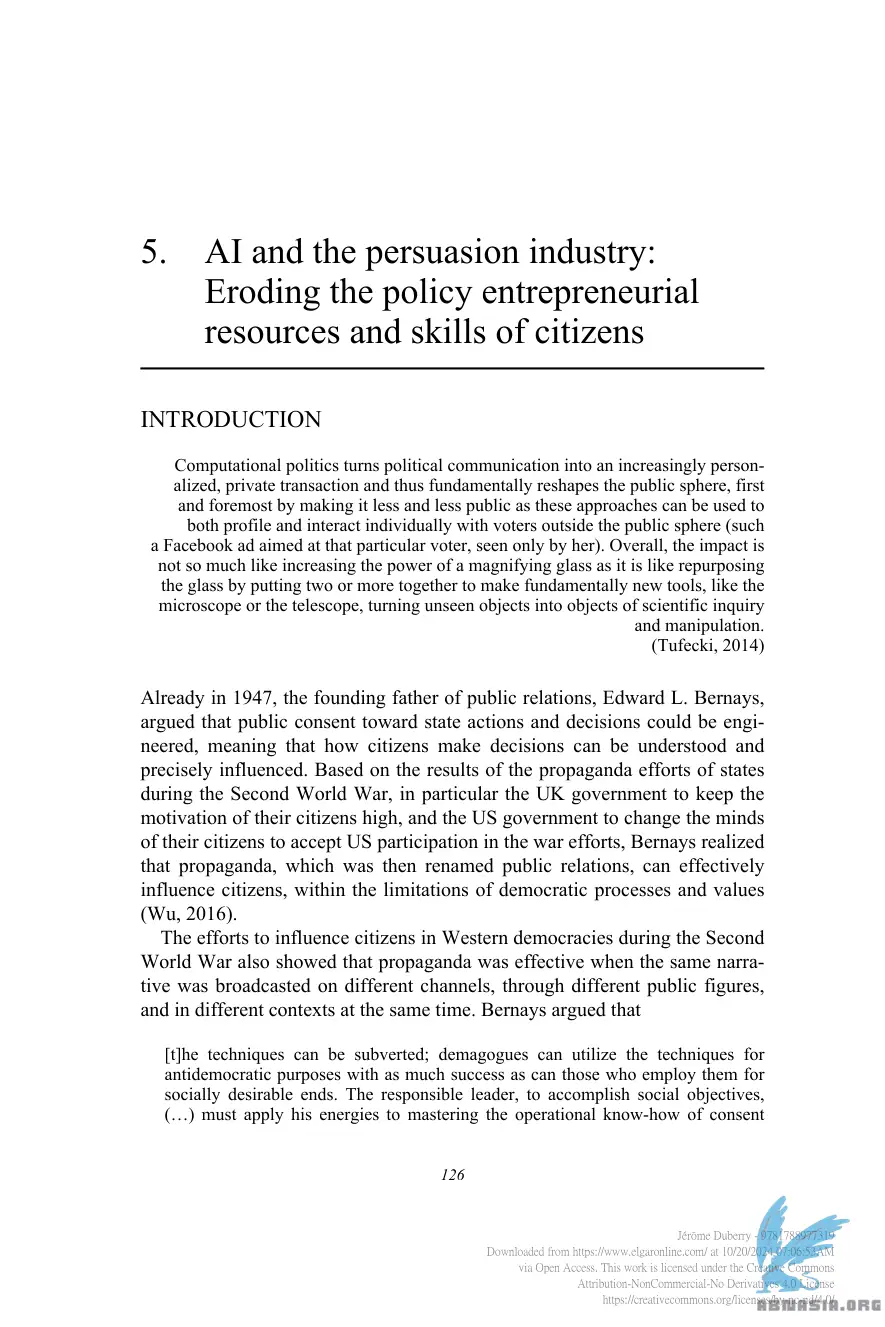 5. AI and the persuasion industry:
Eroding the policy entrepreneurial
resources and skills of citizens
INTRODUCTION
Computational politics turns political communication into an increasingly person-
alized, private transaction and thus fundamentally reshapes the public sphere, first
and foremost by making it less and less public as these approaches can be used to
both profile and interact individually with voters outside the public sphere (such
a Facebook ad aimed at that particular voter, seen only by her). Overall, the impact is
not so much like increasing the power of a magnifying glass as it is like repurposing
the glass by putting two or more together to make fundamentally new tools, like the
microscope or the telescope, turning unseen objects into objects of scientific inquiry
and manipulation.
(Tufecki, 2014)
Already in 1947, the founding father of public relations, Edward L. Bernays,
argued that public consent toward state actions and decisions could be engi-
neered, meaning that how citizens make decisions can be understood and
precisely influenced. Based on the results of the propaganda efforts of states
during the Second World War, in particular the UK government to keep the
motivation of their citizens high, and the US government to change the minds
of their citizens to accept US participation in the war efforts, Bernays realized
that propaganda, which was then renamed public relations, can effectively
influence citizens, within the limitations of democratic processes and values
(Wu, 2016).
The efforts to influence citizens in Western democracies during the Second
World War also showed that propaganda was effective when the same narra-
tive was broadcasted on different channels, through different public figures,
and in different contexts at the same time. Bernays argued that
[t]he techniques can be subverted; demagogues can utilize the techniques for
antidemocratic purposes with as much success as can those who employ them for
socially desirable ends. The responsible leader, to accomplish social objectives,
(…) must apply his energies to mastering the operational know-how of consent
126
Jérôme Duberry - 9781788977319
Downloaded from https://www.elgaronline.com/ at 10/20/2024 07:06:53AM
via Open Access. This work is licensed under the Creative Commons
Attribution-NonCommercial-No Derivatives 4.0 License
https://creativecommons.org/licenses/by-nc-nd/4.0/
ABNASIA.ORG